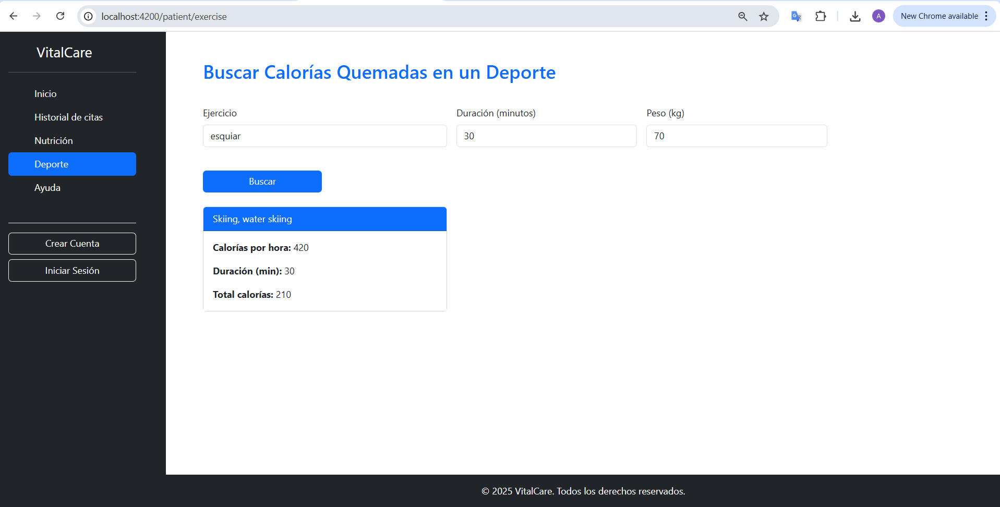 localhost:4200/patient/exercise
A
New Chrome available
VitalCare
Inicio
Historial de citas
Nutrición
Deporte
Ayuda
Crear Cuenta
Iniciar Sesión
Buscar Calorías Quemadas en un Deporte
Ejercicio
Duración (minutos)
Peso (kg)
esquiar
30
70
Buscar
Skiing, water skiing
Calorías por hora: 420
Duración (min): 30
Total calorías: 210
© 2025 VitalCare. Todos los derechos reservados.